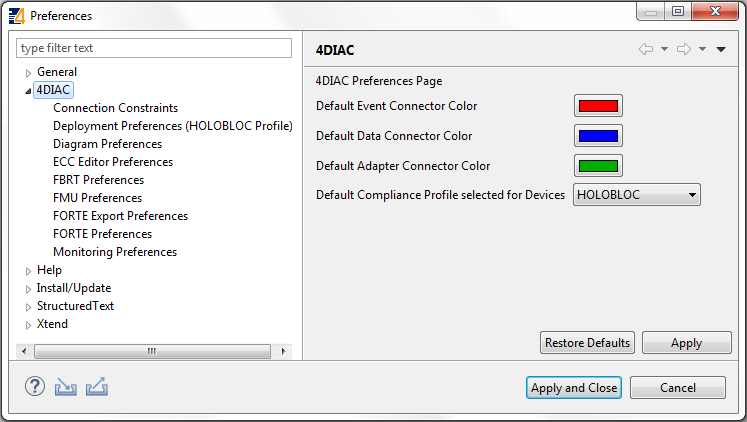 Preferences
type filter text
General
4DIAC
Connection Constraints
Deployment Preferences (HOLOBLOC Profile)
Diagram Preferences
ECC Editor Preferences
FBRT Preferences
FMU Preferences
FORTE Export Preferences
FORTE Preferences
Monitoring Preferences
Help
Install/Update
StructuredText
Xtend
4DIAC
4DIAC Preferences Page
Default Event Connector Color
Default Data Connector Color
Default Adapter Connector Color
Default Compliance Profile selected for Devices HOLOBLOC
Restore Defaults Apply
Apply and Close Cancel